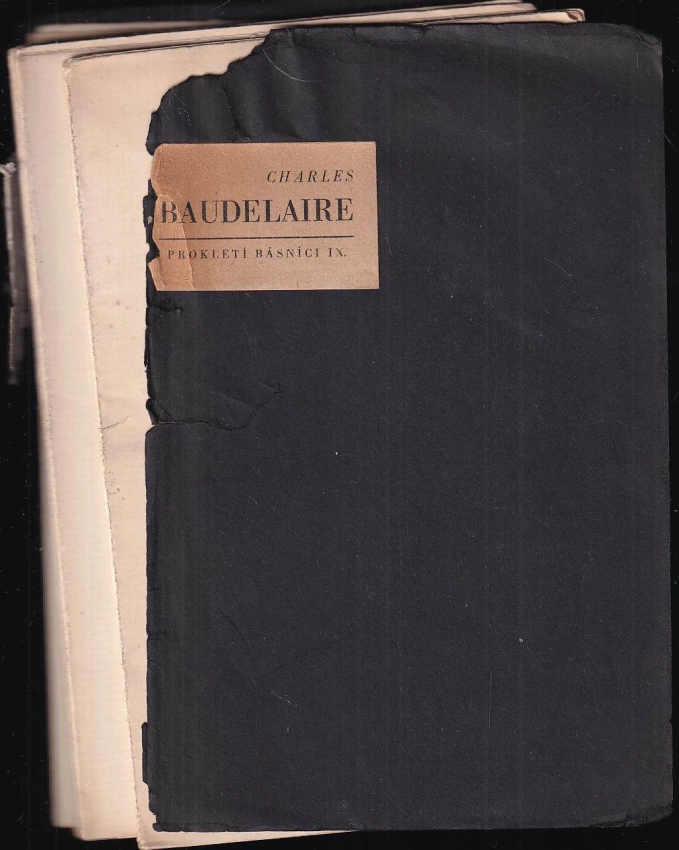 CHARLES
BAUDELAIRE
PROKLETÍ BÁSNÍCI IX.